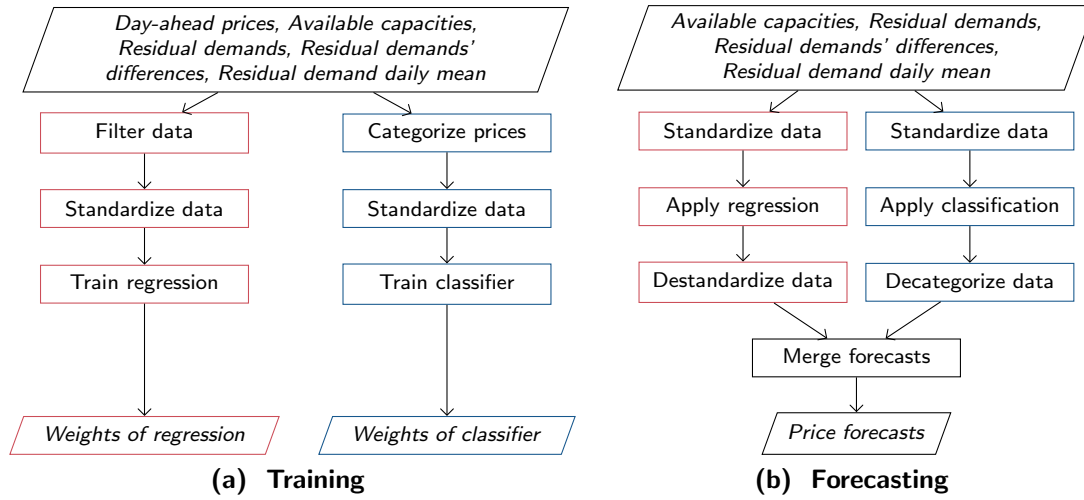 Day-ahead prices, Available capacities,
Residual demands, Residual demands'
differences, Residual demand daily mean
Filter data
Categorize prices
Standardize data
Standardize data
Train regression
Train classifier
Weights of regression
Weights of classifier
(a) Training
Available capacities, Residual demands,
Residual demands' differences,
Residual demand daily mean
Standardize data
Standardize data
Apply regression
Apply classification
Destandardize data
Decategorize data
Merge forecasts
Price forecasts
(b) Forecasting